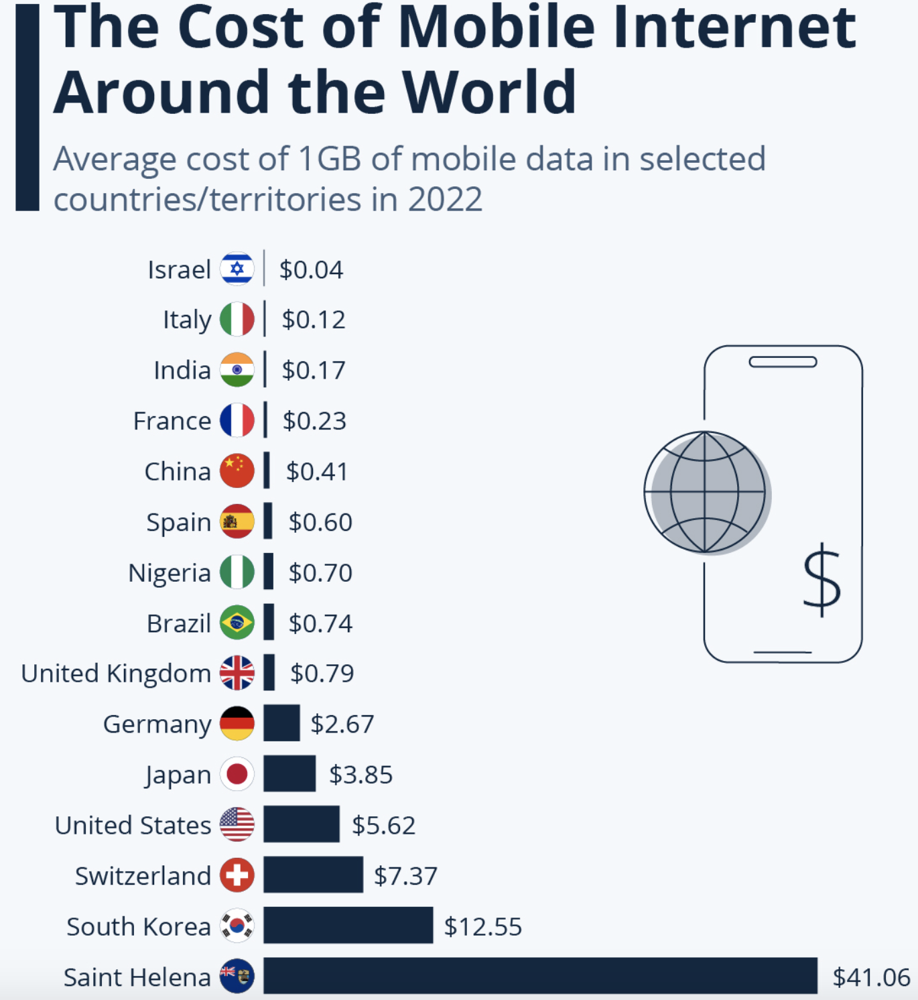 The Cost of Mobile Internet
Around the World
Average cost of 1GB of mobile data in selected
countries/territories in 2022
Israel $0.04
Italy $0.12
India $0.17
France $0.23
China $0.41
Spain $0.60
Nigeria $0.70
Brazil $0.74
United Kingdom $0.79
Germany $2.67
Japan $3.85
United States $5.62
Switzerland $7.37
South Korea $12.55
Saint Helena $41.06
$